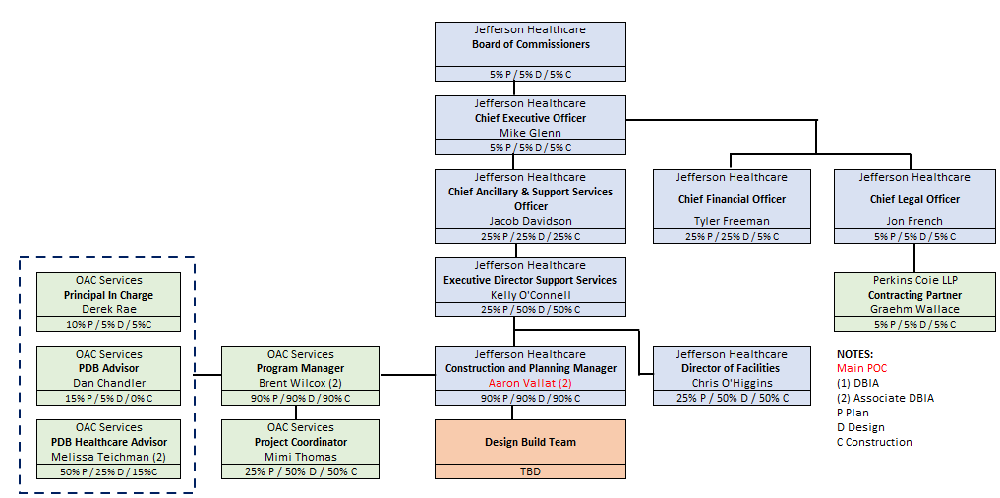 Jefferson Healthcare
Board of Commissioners
5% P / 5% D / 5% C
Jefferson Healthcare
Chief Executive Officer
Mike Glenn
5% P / 5% D / 5% C
Jefferson Healthcare
Chief Ancillary & Support Services
Officer
Jacob Davidson
25% P / 25% D / 25% C
Jefferson Healthcare
Chief Financial Officer
Tyler Freeman
25% P / 25% D / 5% C
Jefferson Healthcare
Chief Legal Officer
Jon French
5% P / 5% D / 5% C
Jefferson Healthcare
Executive Director Support Services
Kelly O'Connell
25% P / 50% D / 50% C
OAC Services
Principal In Charge
Derek Rae
10% P / 5% D / 5%C
Perkins Coie LLP
Contracting Partner
Graehm Wallace
5% P / 5% D / 5% C
OAC Services
PDB Advisor
Dan Chandler
15% P / 5% D / 0% C
OAC Services
Program Manager
Brent Wilcox (2)
90% P / 90% D / 90% C
Jefferson Healthcare
Construction and Planning Manager
Aaron Vallat (2)
90% P / 90% D / 90% C
Jefferson Healthcare
Director of Facilities
Chris O'Higgins
25% P / 50% D / 50% C
OAC Services
PDB Healthcare Advisor
Melissa Teichman (2)
50% P / 25% D / 15%C
OAC Services
Project Coordinator
Mimi Thomas
25% P / 50% D / 50% C
Design Build Team
TBD
NOTES:
Main POC
(1) DBIA
(2) Associate DBIA
P Plan
D Design
C Construction